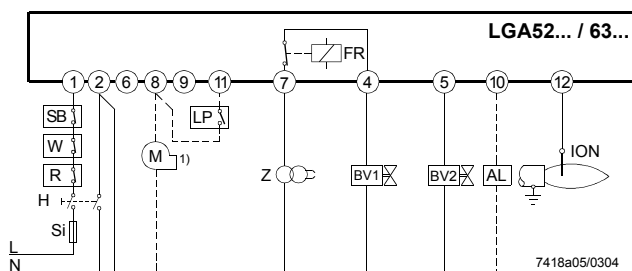 LGA52... / 63...
FR
1 2 6 8 9 11 7 4 5 10 12
SB LP
W M 1) ION
R Z BV1 BV2 AL
H
Si
L
N 7418a05/0304